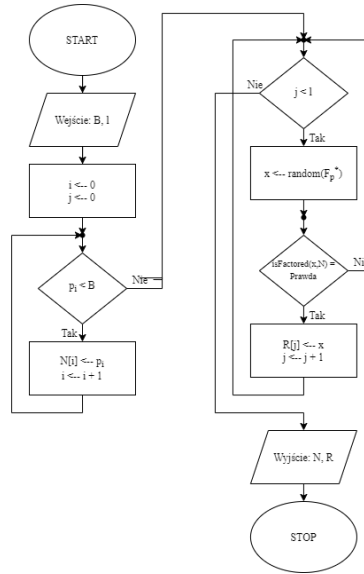 START
Wejście: B, l
i <-- 0
j <-- 0
p_i < B
Nie
Tak
N[i] <-- p_i
i <-- i + 1
j < l
Nie
Tak
x <-- random(F_p*)
isFactored(x,N) =
Prawda
Tak
R[j] <-- x
j <-- j + 1
Wyjście: N, R
STOP